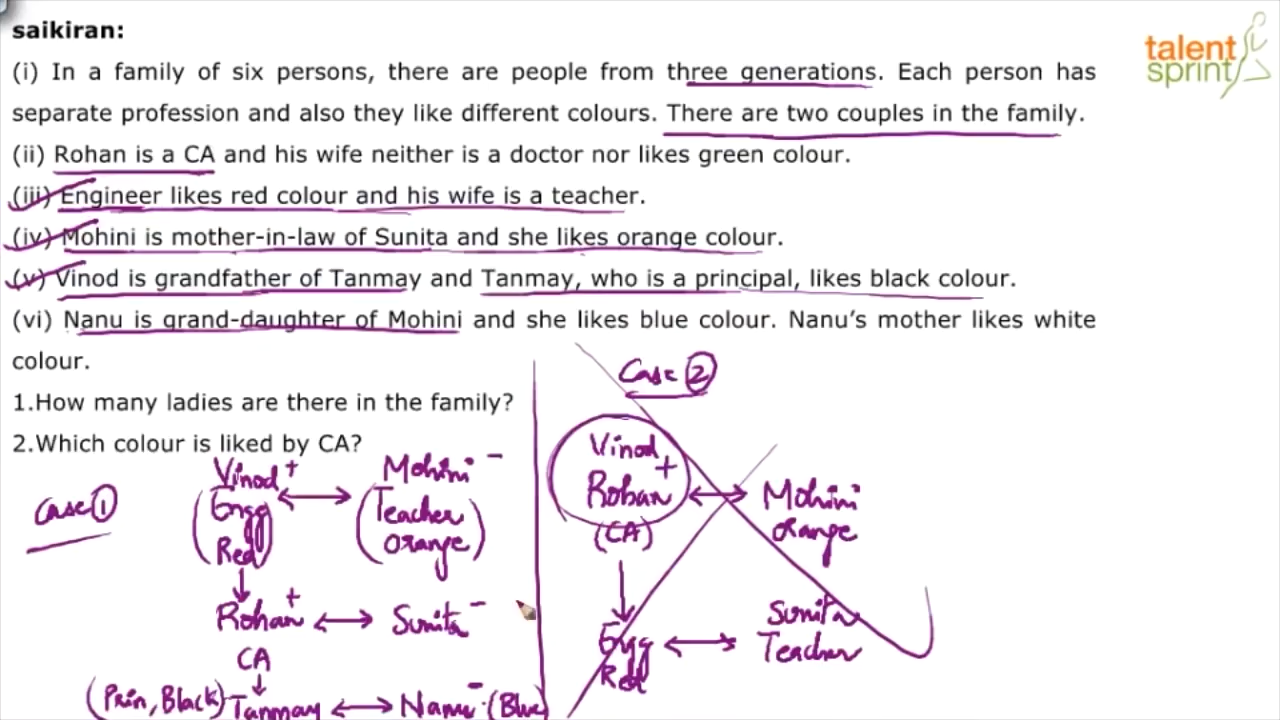 saikiran:
talent
sprint
(i) In a family of six persons, there are people from three generations. Each person has
separate profession and also they like different colours. There are two couples in the family.
(ii) Rohan is a CA and his wife neither is a doctor nor likes green colour.
(iii) Engineer likes red colour and his wife is a teacher.
(iv) Mohini is mother-in-law of Sunita and she likes orange colour.
(v) Vinod is grandfather of Tanmay and Tanmay, who is a principal, likes black colour.
(vi) Nanu is grand-daughter of Mohini and she likes blue colour. Nanu's mother likes white
colour.
1.How many ladies are there in the family?
2.Which colour is liked by CA?
Case 1
Vinod + ↔ Mohini -
(Engg (Teacher
Red) Orange)
↓
Rohan + ↔ Sunita -
CA
↓
(Prin, Black) Tanmay ↔ Nanu - (Blue)
Case 2
Vinod
Rohan + ↔ Mohini
(CA) Orange
↓
Engg ↔ Sunita
Red Teacher